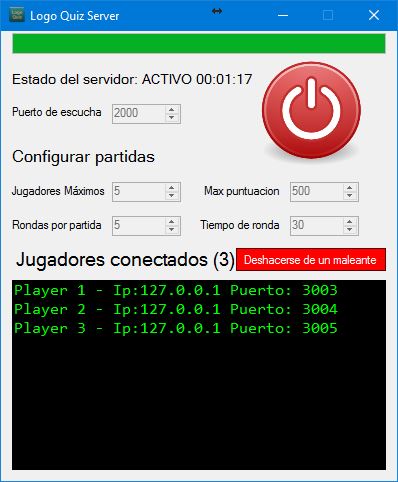 Logo Quiz Server
Estado del servidor: ACTIVO 00:01:17
Puerto de escucha 2000
Configurar partidas
Jugadores Máximos 5 Max puntuacion 500
Rondas por partida 5 Tiempo de ronda 30
Jugadores conectados (3) Deshacerse de un maleante
Player 1 - Ip:127.0.0.1 Puerto: 3003
Player 2 - Ip:127.0.0.1 Puerto: 3004
Player 3 - Ip:127.0.0.1 Puerto: 3005